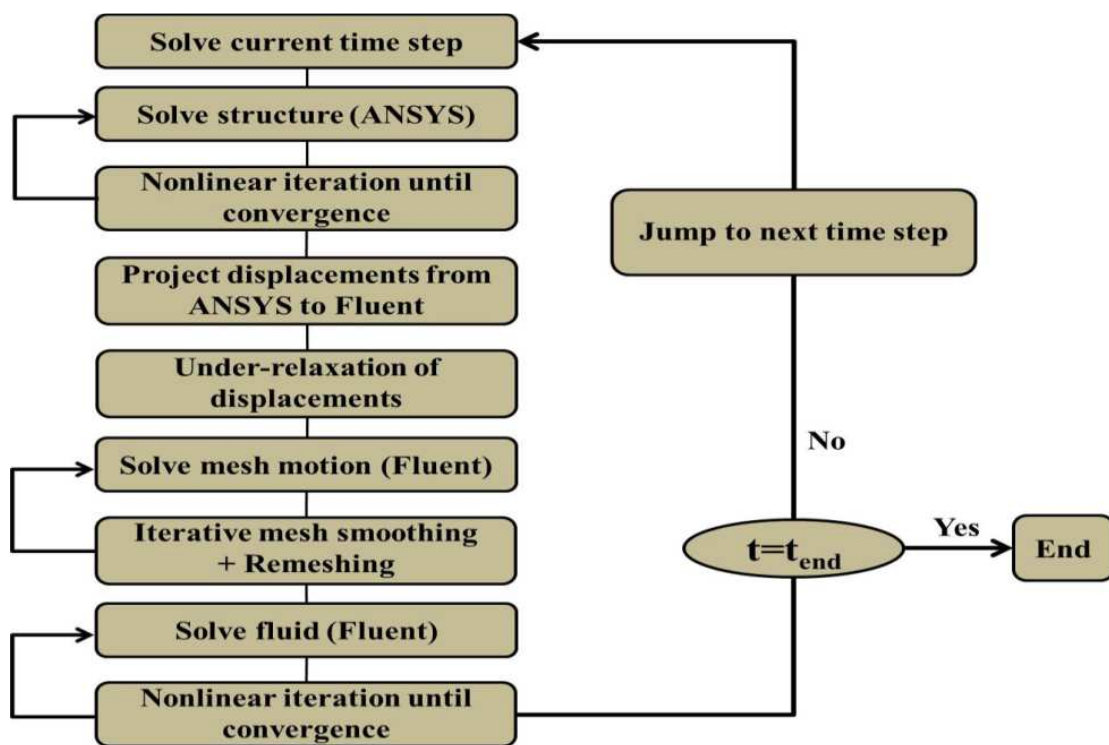 Solve current time step
Solve structure (ANSYS)
Nonlinear iteration until
convergence
Project displacements from
ANSYS to Fluent
Under-relaxation of
displacements
Solve mesh motion (Fluent)
Iterative mesh smoothing
+ Remeshing
Solve fluid (Fluent)
Nonlinear iteration until
convergence
Jump to next time step
No
t=tend
Yes
End